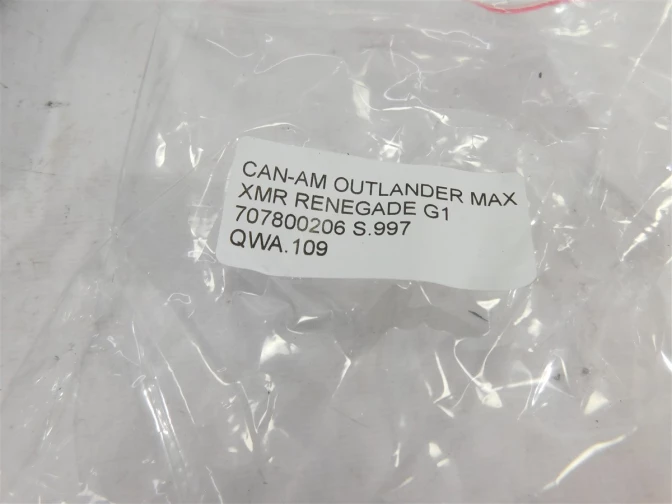 CAN-AM OUTLANDER MAX
XMR RENEGADE G1
707800206 S.997
QWA.109